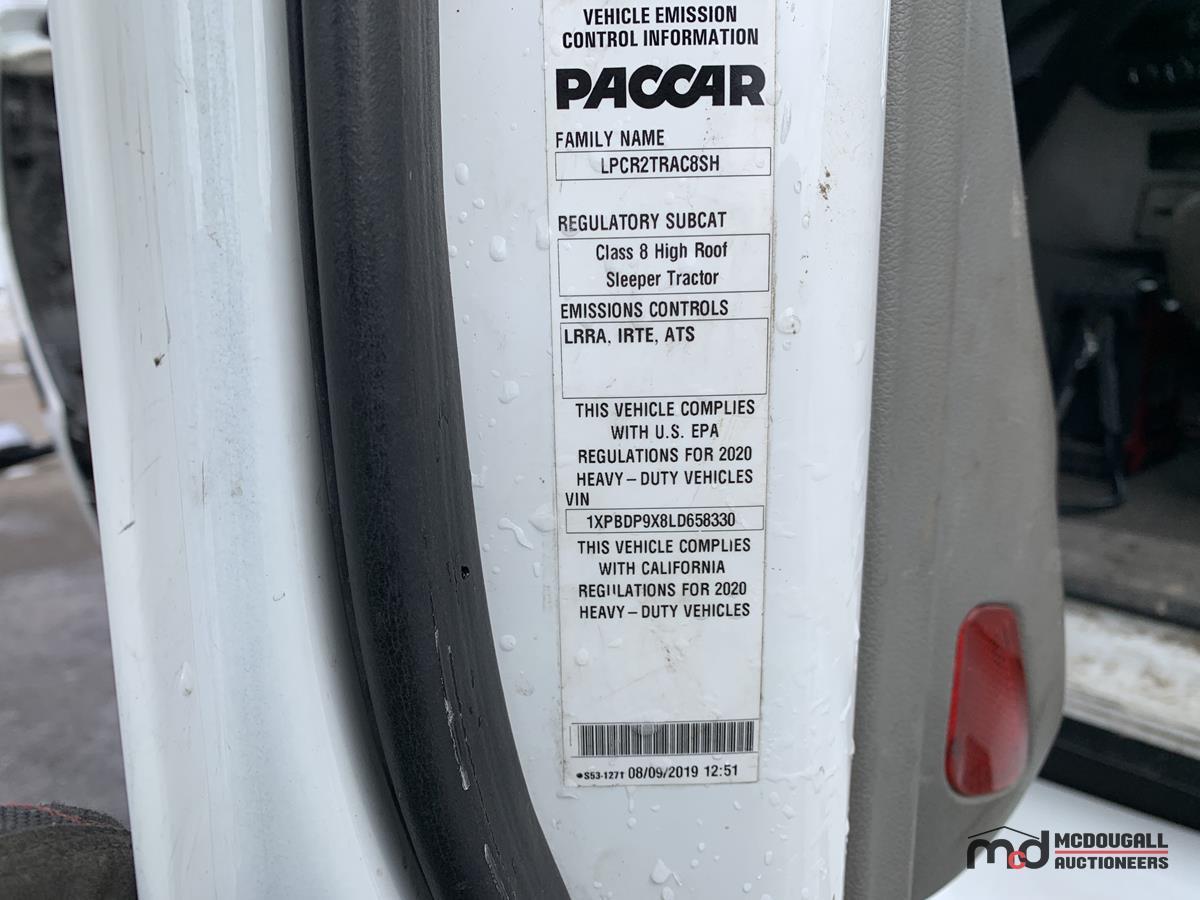 VEHICLE EMISSION
CONTROL INFORMATION
PACCAR
FAMILY NAME
LPCR2TRAC8SH
REGULATORY SUBCAT
Class 8 High Roof
Sleeper Tractor
EMISSIONS CONTROLS
LRRA, IRTE, ATS
THIS VEHICLE COMPLIES
WITH U.S. EPA
REGULATIONS FOR 2020
HEAVY-DUTY VEHICLES
VIN
1XPBDP9X8LD658330
THIS VEHICLE COMPLIES
WITH CALIFORNIA
REGULATIONS FOR 2020
HEAVY-DUTY VEHICLES
S53-1271 08/09/2019 12:51
mcd MCDOUGALL
AUCTIONEERS